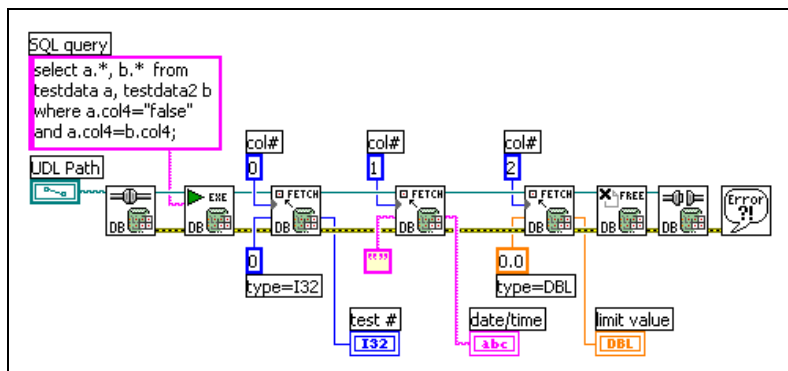 SQL query
select a.*, b.* from
testdata a, testdata2 b
where a.col4="false"
and a.col4=b.col4;
col#
col#
col#
0
1
2
UDL Path
EXE
FETCH
FETCH
FETCH
FREE
Error
?!
DB
DB
DB
DB
DB
DB
DB
0
""
0.0
type=I32
type=DBL
test #
date/time
limit value
I32
abc
DBL